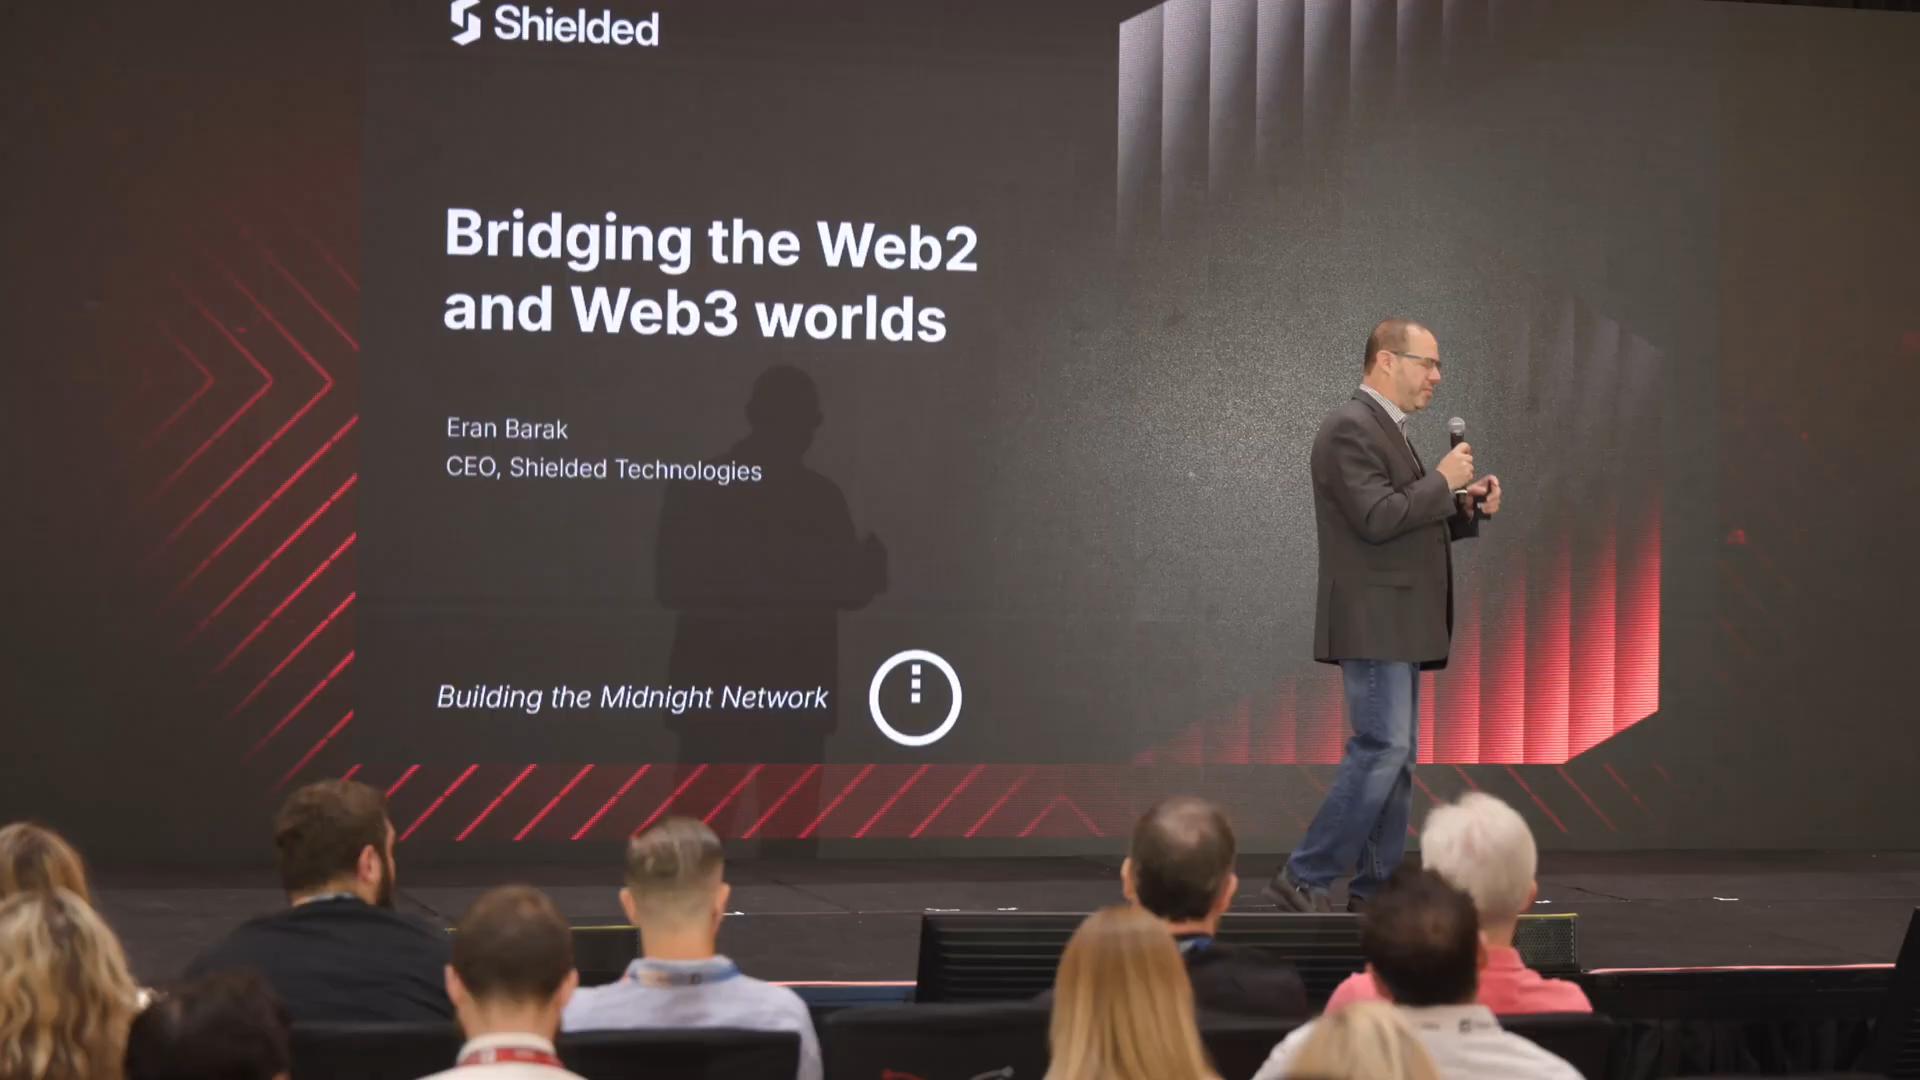 Shielded
Bridging the Web2
and Web3 worlds
Eran Barak
CEO, Shielded Technologies
Building the Midnight Network